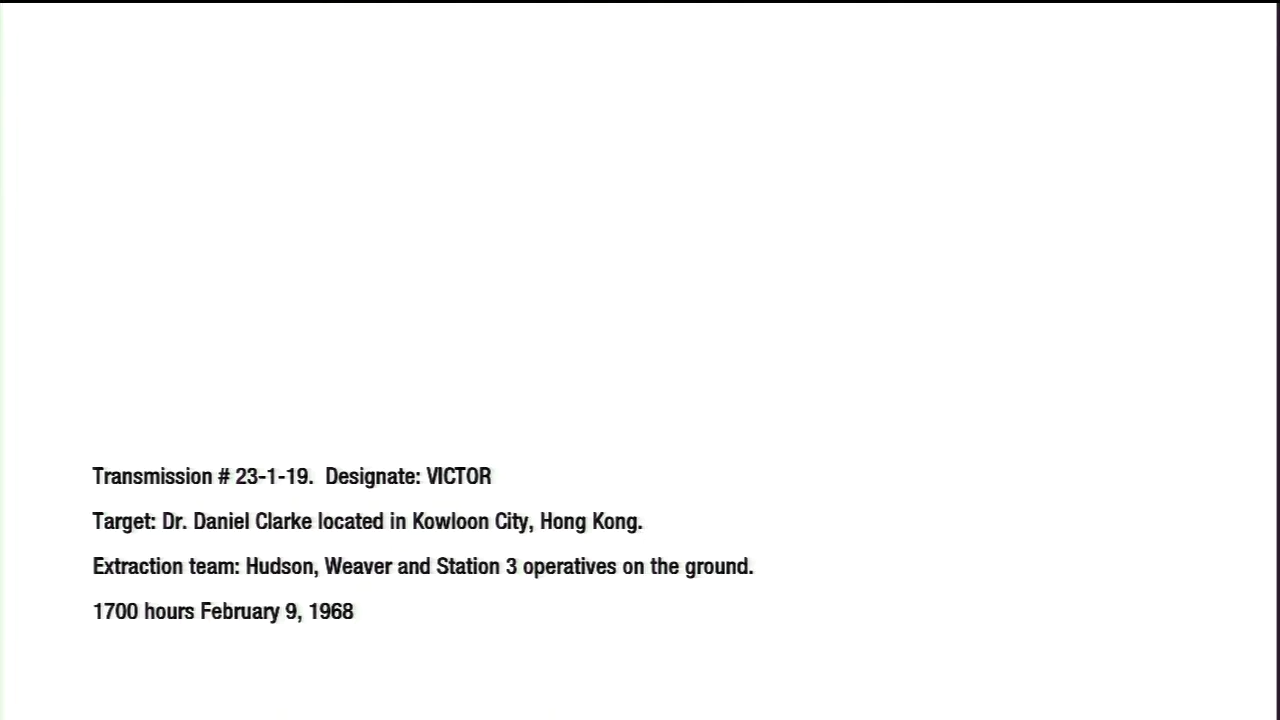 Transmission # 23-1-19.  Designate: VICTOR
Target: Dr. Daniel Clarke located in Kowloon City, Hong Kong.
Extraction team: Hudson, Weaver and Station 3 operatives on the ground.
1700 hours February 9, 1968